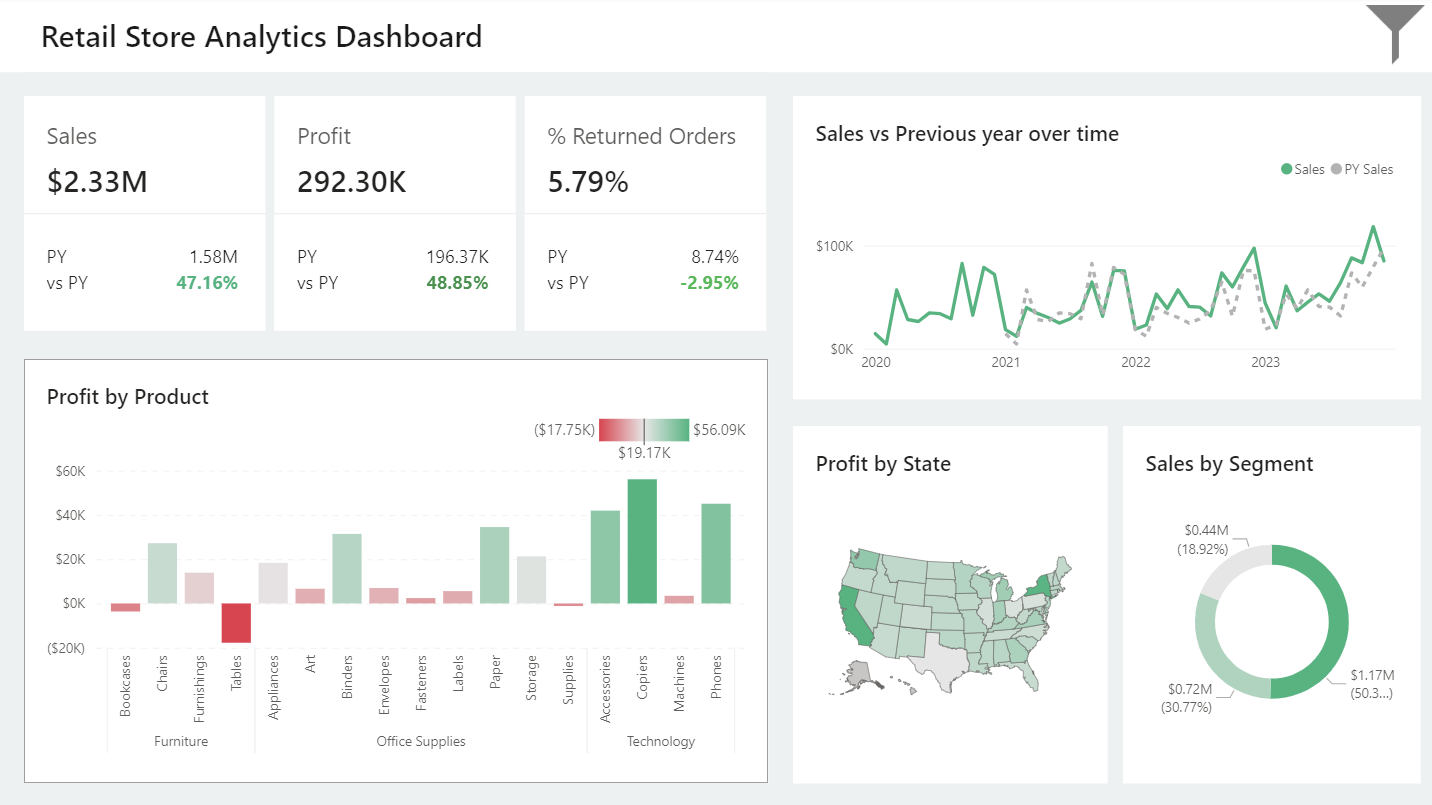 Retail Store Analytics Dashboard
Sales
$2.33M
PY 1.58M
vs PY 47.16%
Profit
292.30K
PY 196.37K
vs PY 48.85%
% Returned Orders
5.79%
PY 8.74%
vs PY -2.95%
Sales vs Previous year over time
Sales PY Sales
$100K
$0K
2020 2021 2022 2023
Profit by Product
($17.75K) $56.09K
$19.17K
$60K
$40K
$20K
$0K
($20K)
Bookcases
Chairs
Furnishings
Tables
Appliances
Art
Binders
Envelopes
Fasteners
Labels
Paper
Storage
Supplies
Accessories
Copiers
Machines
Phones
Furniture Office Supplies Technology
Profit by State
Sales by Segment
$0.44M
(18.92%)
$1.17M
(50.3...)
$0.72M
(30.77%)